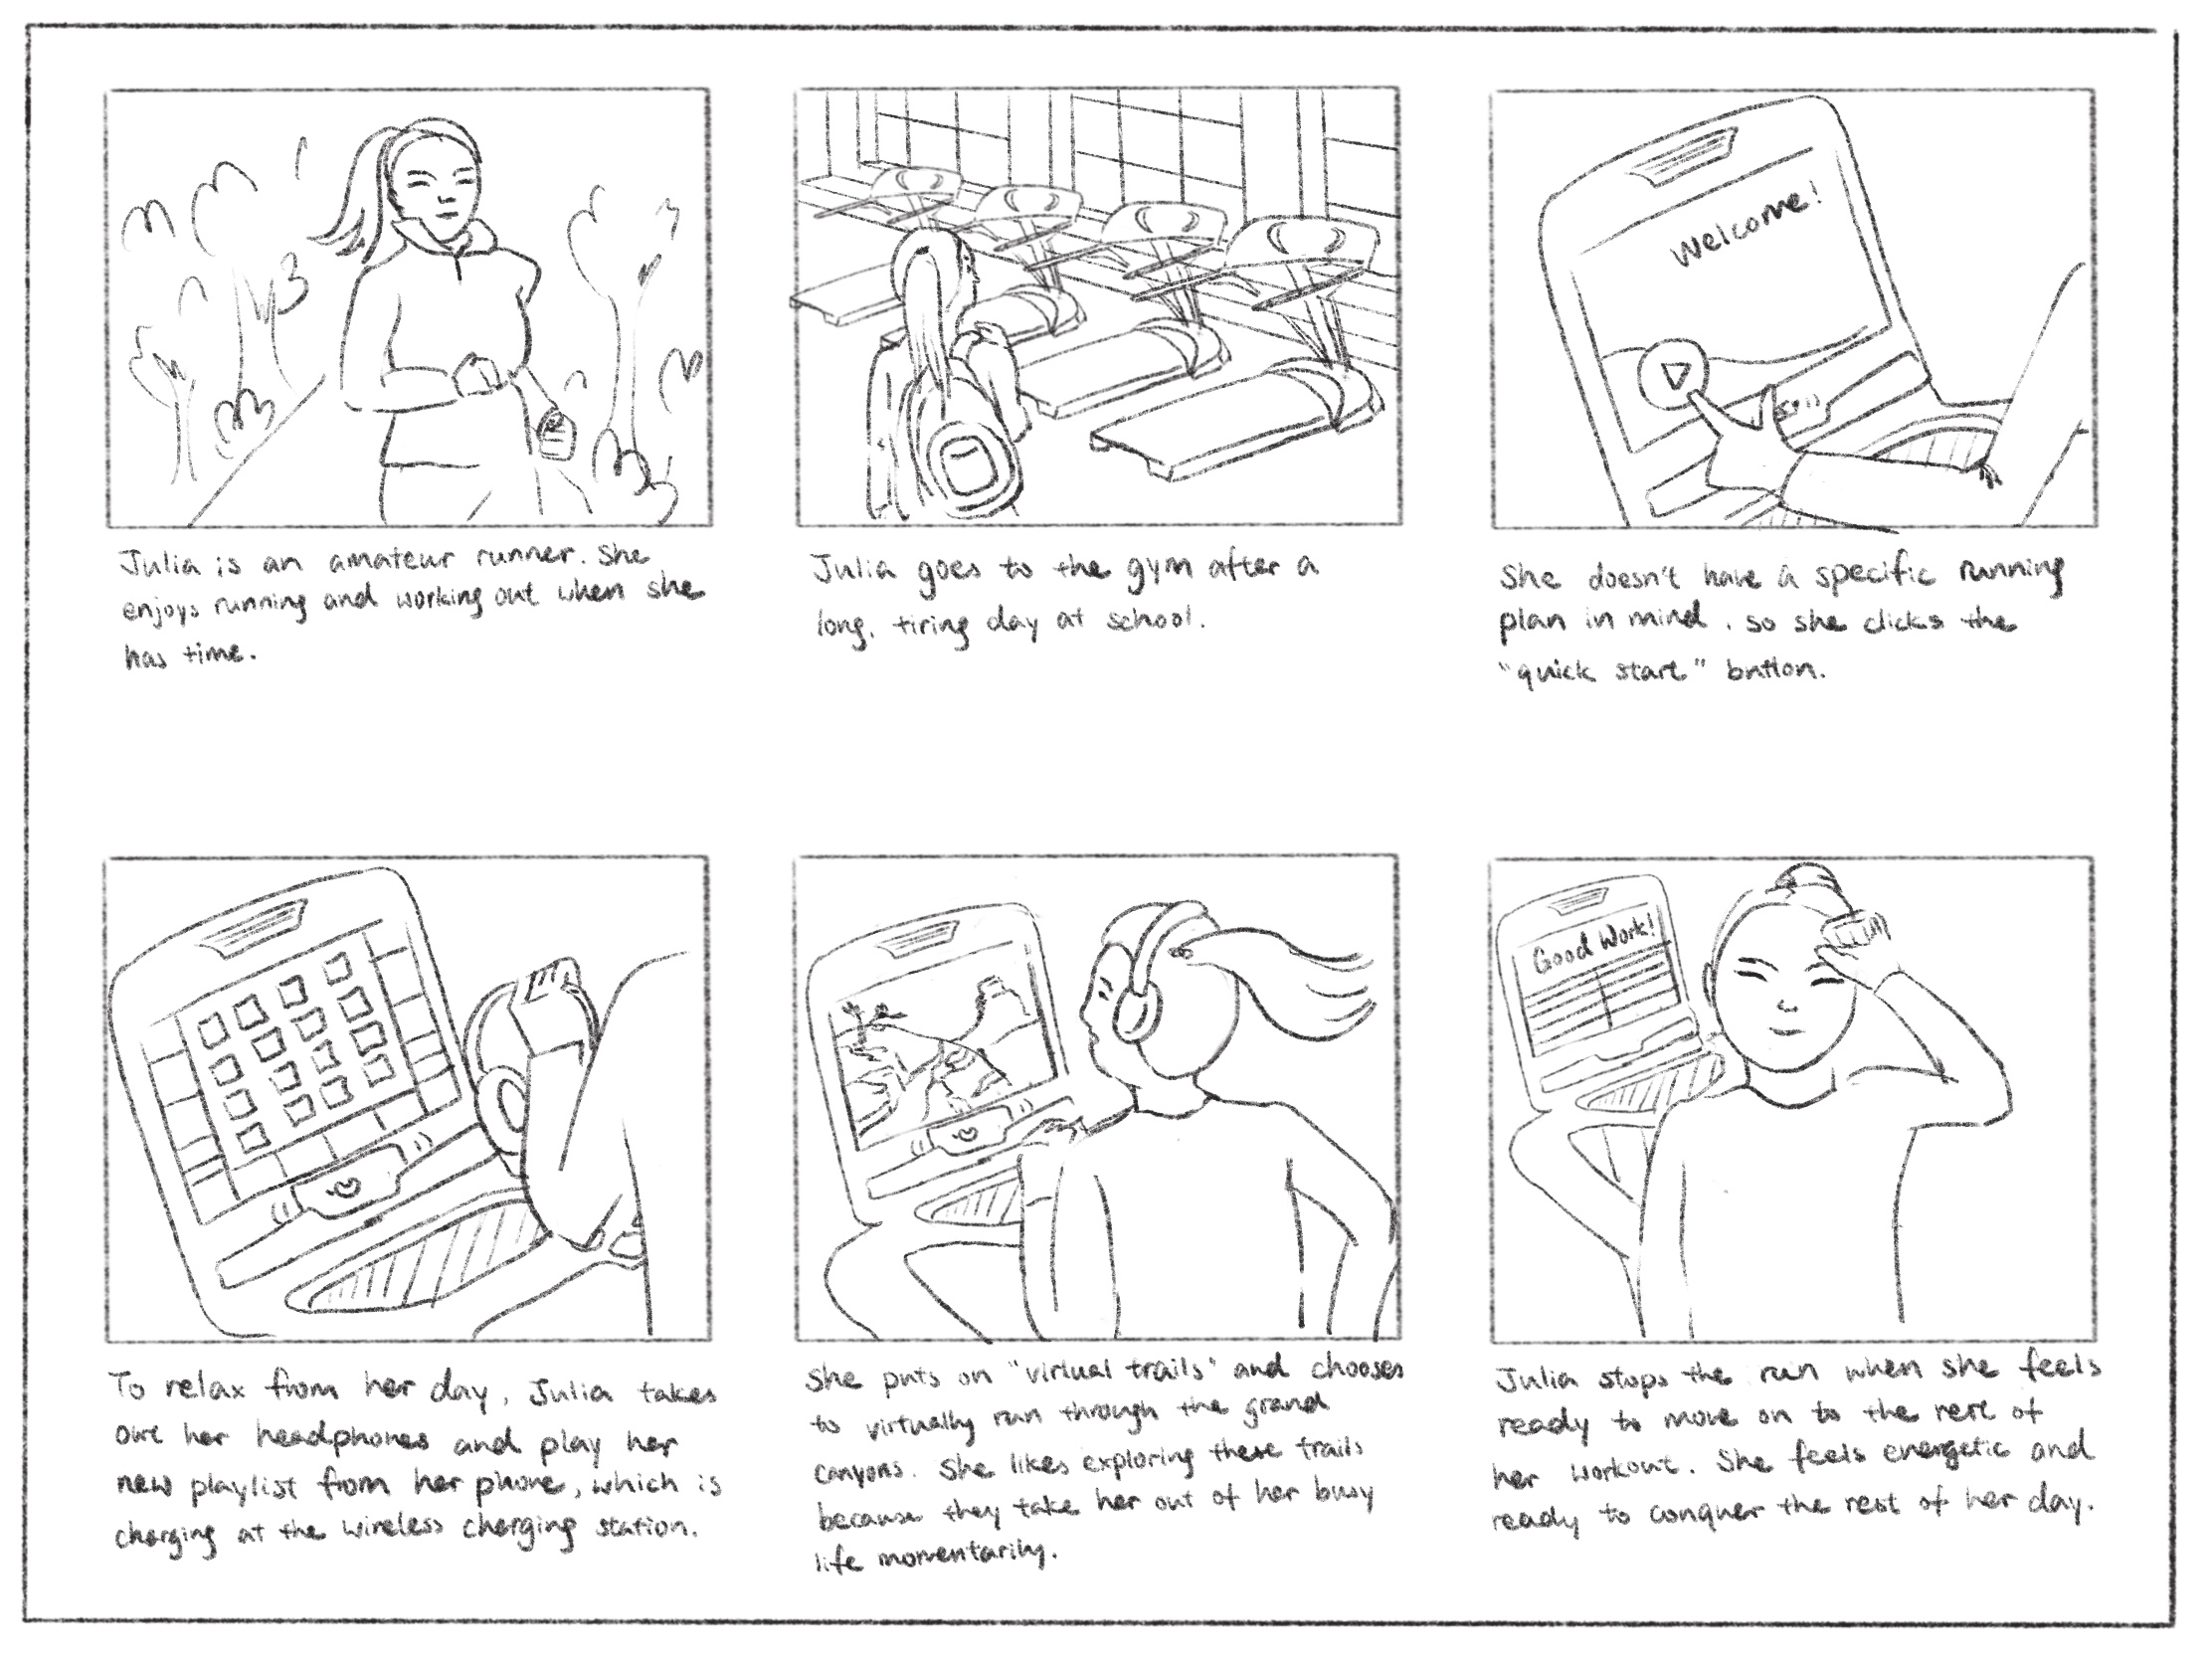 Julia is an amateur runner. She
enjoys running and working out when she
has time.
Julia goes to the gym after a
long, tiring day at school.
Welcome!
She doesn't have a specific running
plan in mind, so she clicks the
"quick start" button.
To relax from her day, Julia takes
out her headphones and play her
new playlist from her phone, which is
charging at the wireless charging station.
She puts on "virtual trails" and chooses
to virtually run through the grand
canyons. She likes exploring these trails
because they take her out of her busy
life momentarily.
Good Work!
Julia stops the run when she feels
ready to move on to the rest of
her workout. She feels energetic and
ready to conquer the rest of her day.